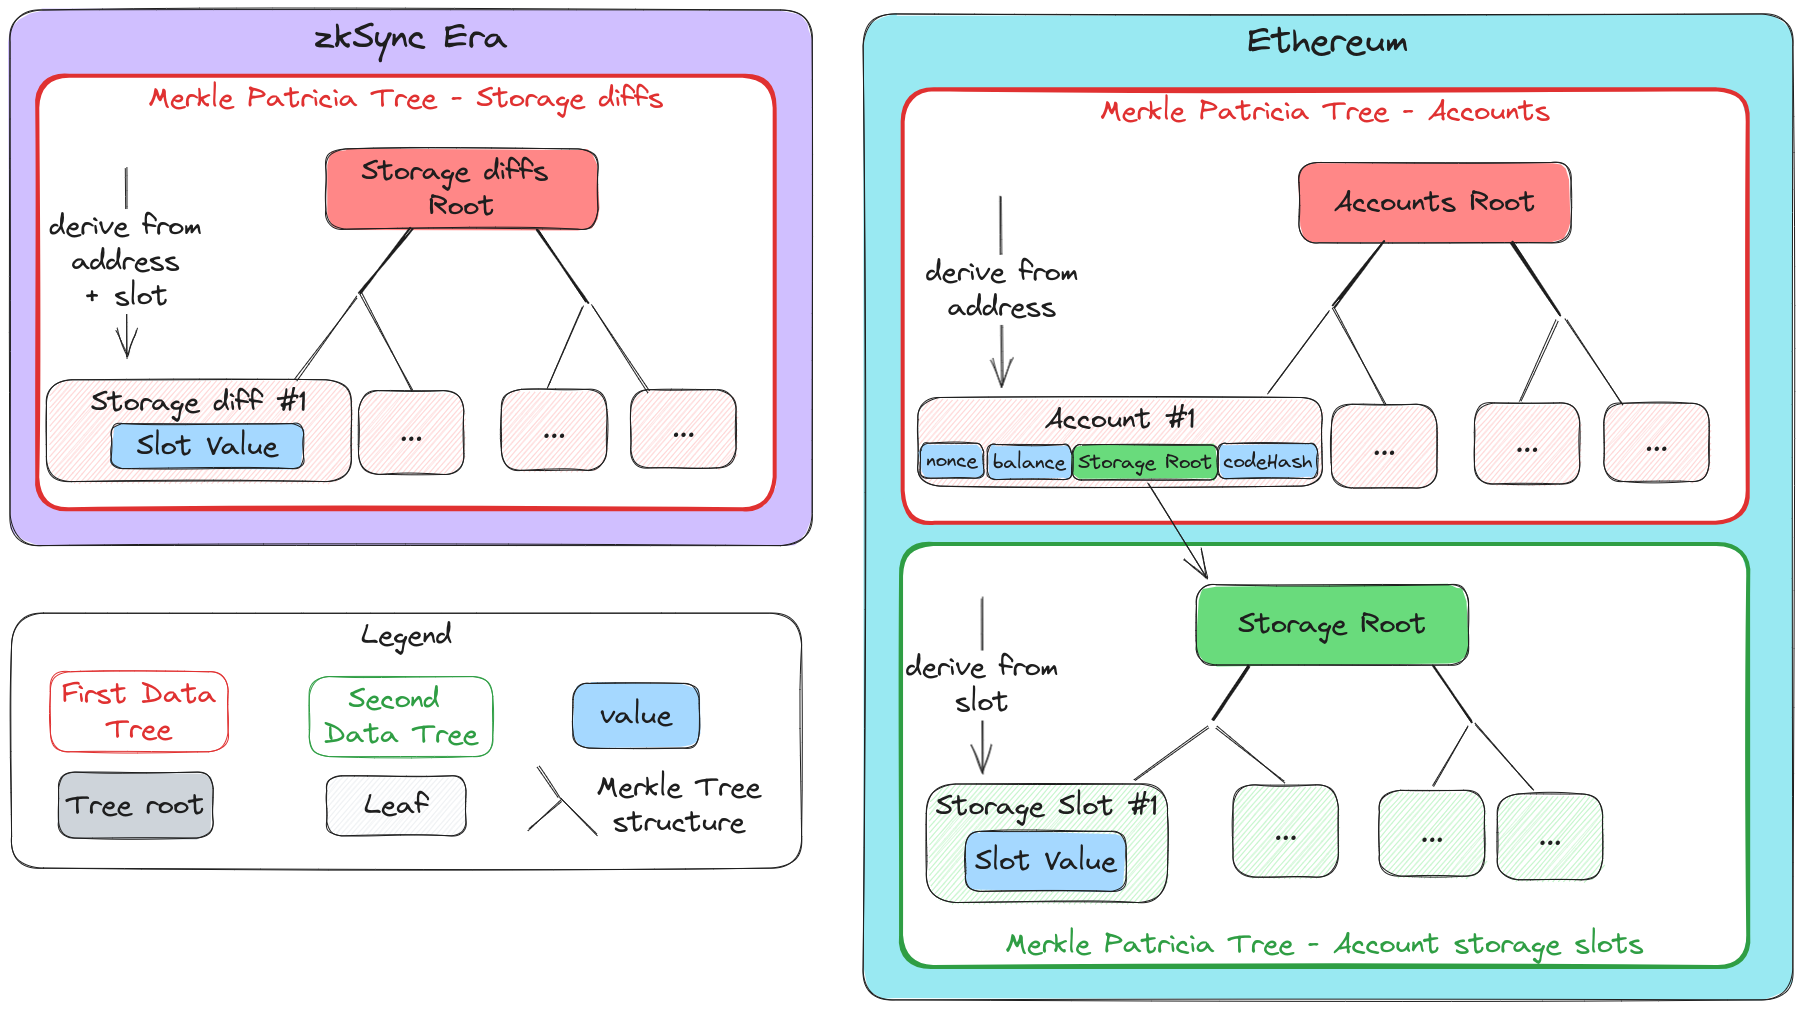 zkSync Era
Merkle Patricia Tree - Storage diffs
Storage diffs
Root
derive from
address
+ slot
Storage diff #1
Slot Value
...
...
...
Legend
First Data
Tree
Second
Data Tree
value
Tree root
Leaf
Merkle Tree
structure
Ethereum
Merkle Patricia Tree - Accounts
Accounts Root
derive from
address
Account #1
nonce
balance
Storage Root
codeHash
...
...
...
Storage Root
derive from
slot
Storage Slot #1
Slot Value
...
...
...
Merkle Patricia Tree - Account storage slots